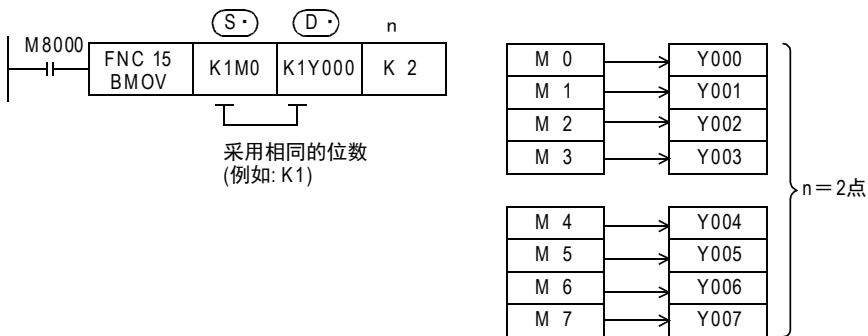 S· D· n
M8000
FNC 15
BMOV
K1M0
K1Y000
K 2
采用相同的位数
(例如: K1)
M 0 Y000
M 1 Y001
M 2 Y002
M 3 Y003
M 4 Y004
M 5 Y005
M 6 Y006
M 7 Y007
n＝2点